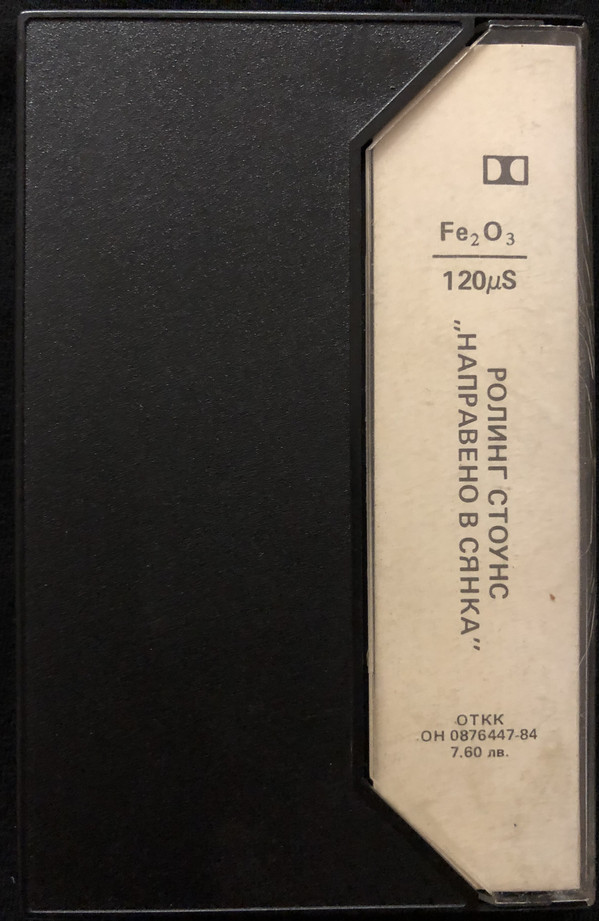 Fe₂O₃
120µS
РОЛИНГ СТОУНС
„НАПРАВЕНО В СЯНКА”
ОТКК
ОН 0876447-84
7.60 лв.